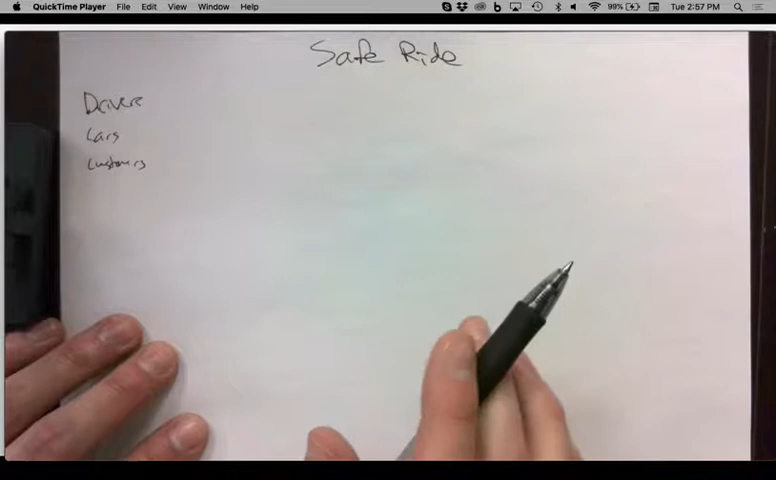 QuickTime Player File Edit View Window Help 99% Tue 2:57 PM
Safe Ride
Drivers
Cars
Customers